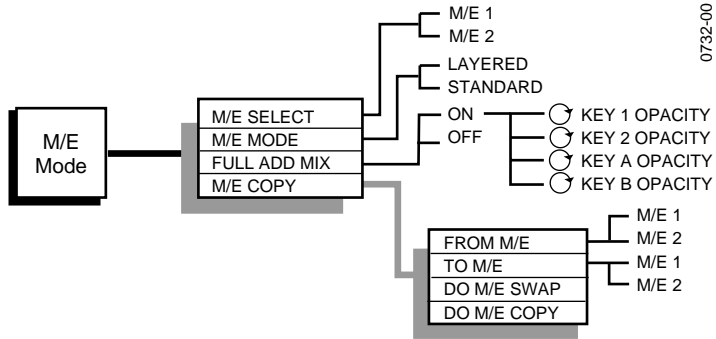 M/E 1
M/E 2
LAYERED
STANDARD
M/E
Mode
M/E SELECT
M/E MODE
FULL ADD MIX
M/E COPY
ON
OFF
KEY 1 OPACITY
KEY 2 OPACITY
KEY A OPACITY
KEY B OPACITY
FROM M/E
TO M/E
DO M/E SWAP
DO M/E COPY
M/E 1
M/E 2
M/E 1
M/E 2
0732-00